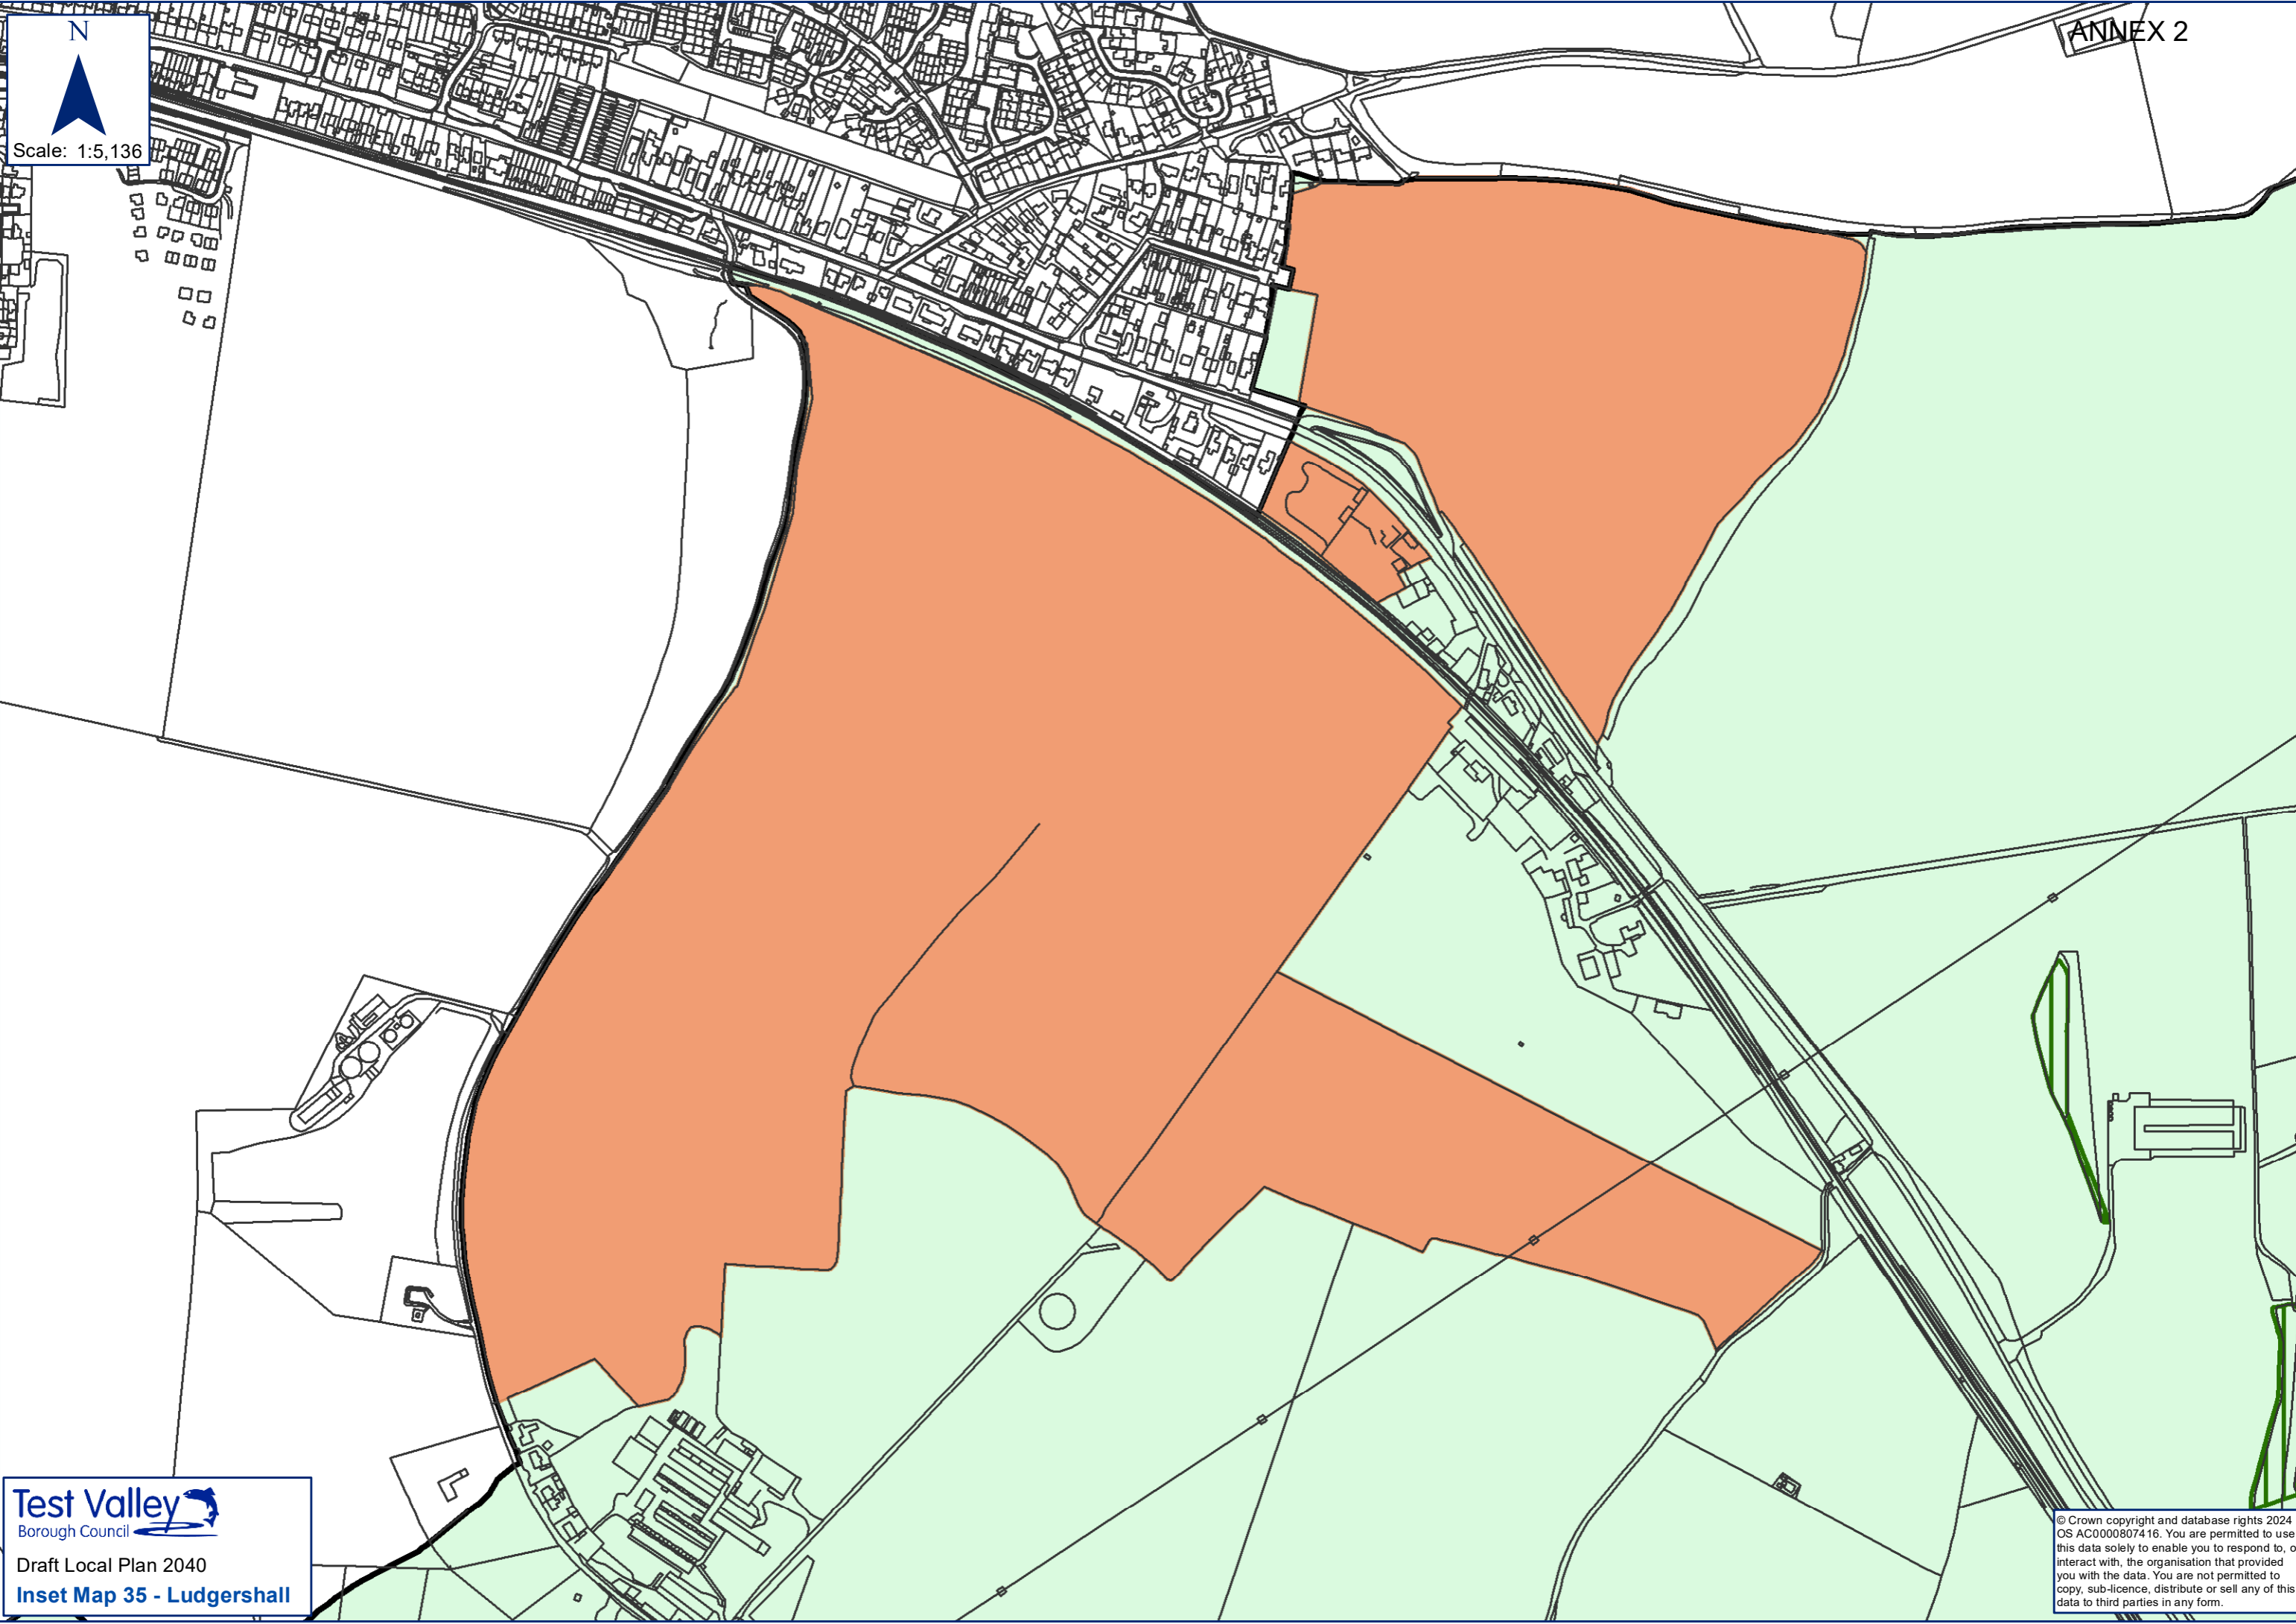 N
Scale: 1:5,136
ANNEX 2
Test Valley
Borough Council
Draft Local Plan 2040
Inset Map 35 - Ludgershall
© Crown copyright and database rights 2024
OS AC0000807416. You are permitted to use
this data solely to enable you to respond to, o
interact with, the organisation that provided
you with the data. You are not permitted to
copy, sub-licence, distribute or sell any of this
data to third parties in any form.